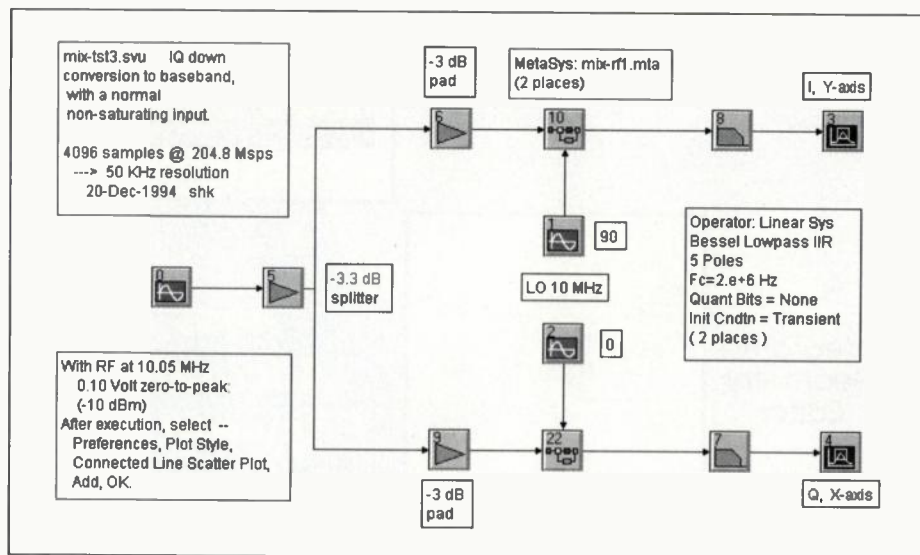 mix-tst3.svu IQ down
conversion to baseband,
with a normal
non-saturating input.
4096 samples @ 204.8 Msps
---> 50 KHz resolution
20-Dec-1994 shk
-3 dB
pad
MetaSys: mix-rf1.mta
(2 places)
I, Y-axis
6
10
8
3
1
90
LO 10 MHz
Operator: Linear Sys
Bessel Lowpass IIR
5 Poles
Fc=2.e+6 Hz
Quant Bits = None
Init Cndtn = Transient
( 2 places )
0
5
-3.3 dB
splitter
2
0
With RF at 10.05 MHz
0.10 Volt zero-to-peak;
(-10 dBm)
After execution, select --
Preferences, Plot Style,
Connected Line Scatter Plot,
Add, OK.
9
22
7
4
-3 dB
pad
Q, X-axis